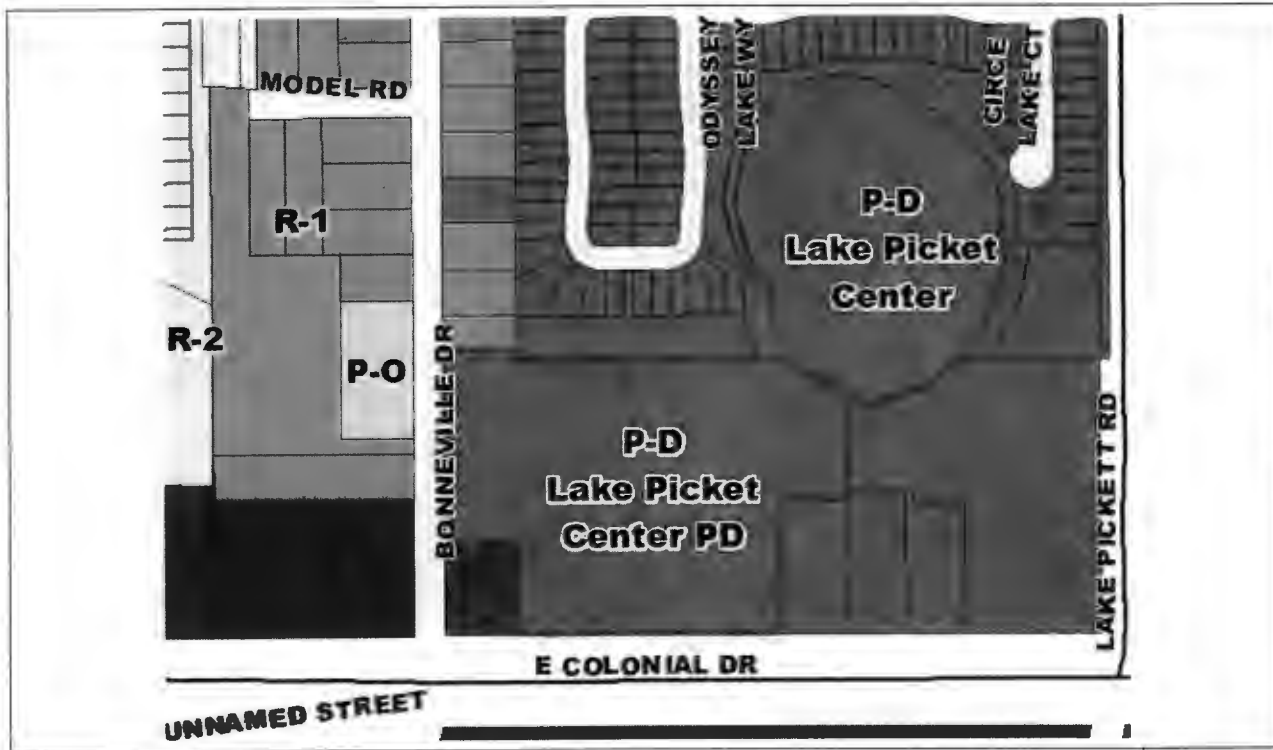 MODEL RD
ODYSSEY
LAKE WY
CIRCE
LAKE CT
R-1
P-D
Lake Picket
Center
R-2
P-O
BONNEVILLE DR
P-D
Lake Picket
Center PD
LAKE PICKETT RD
E COLONIAL DR
UNNAMED STREET